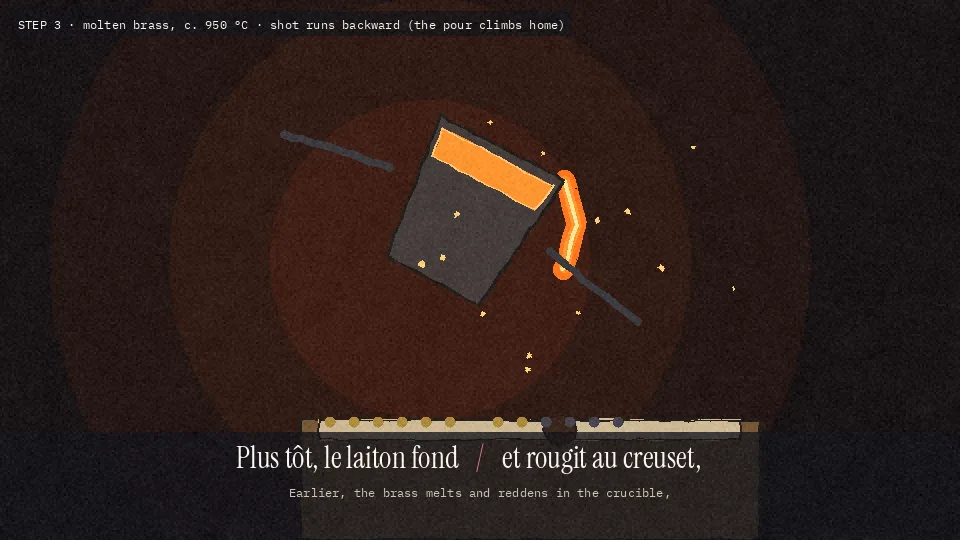 STEP 3 · molten brass, c. 950 °C · shot runs backward (the pour climbs home)
Plus tôt, le laiton fond / et rougit au creuset,
Earlier, the brass melts and reddens in the crucible,